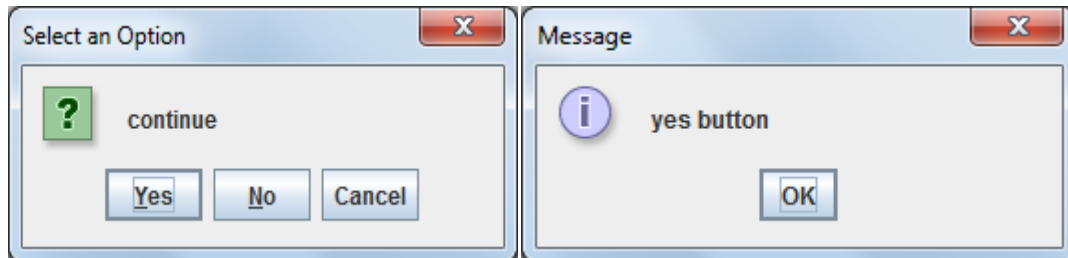 Select an Option
continue
Yes No Cancel
Message
yes button
OK